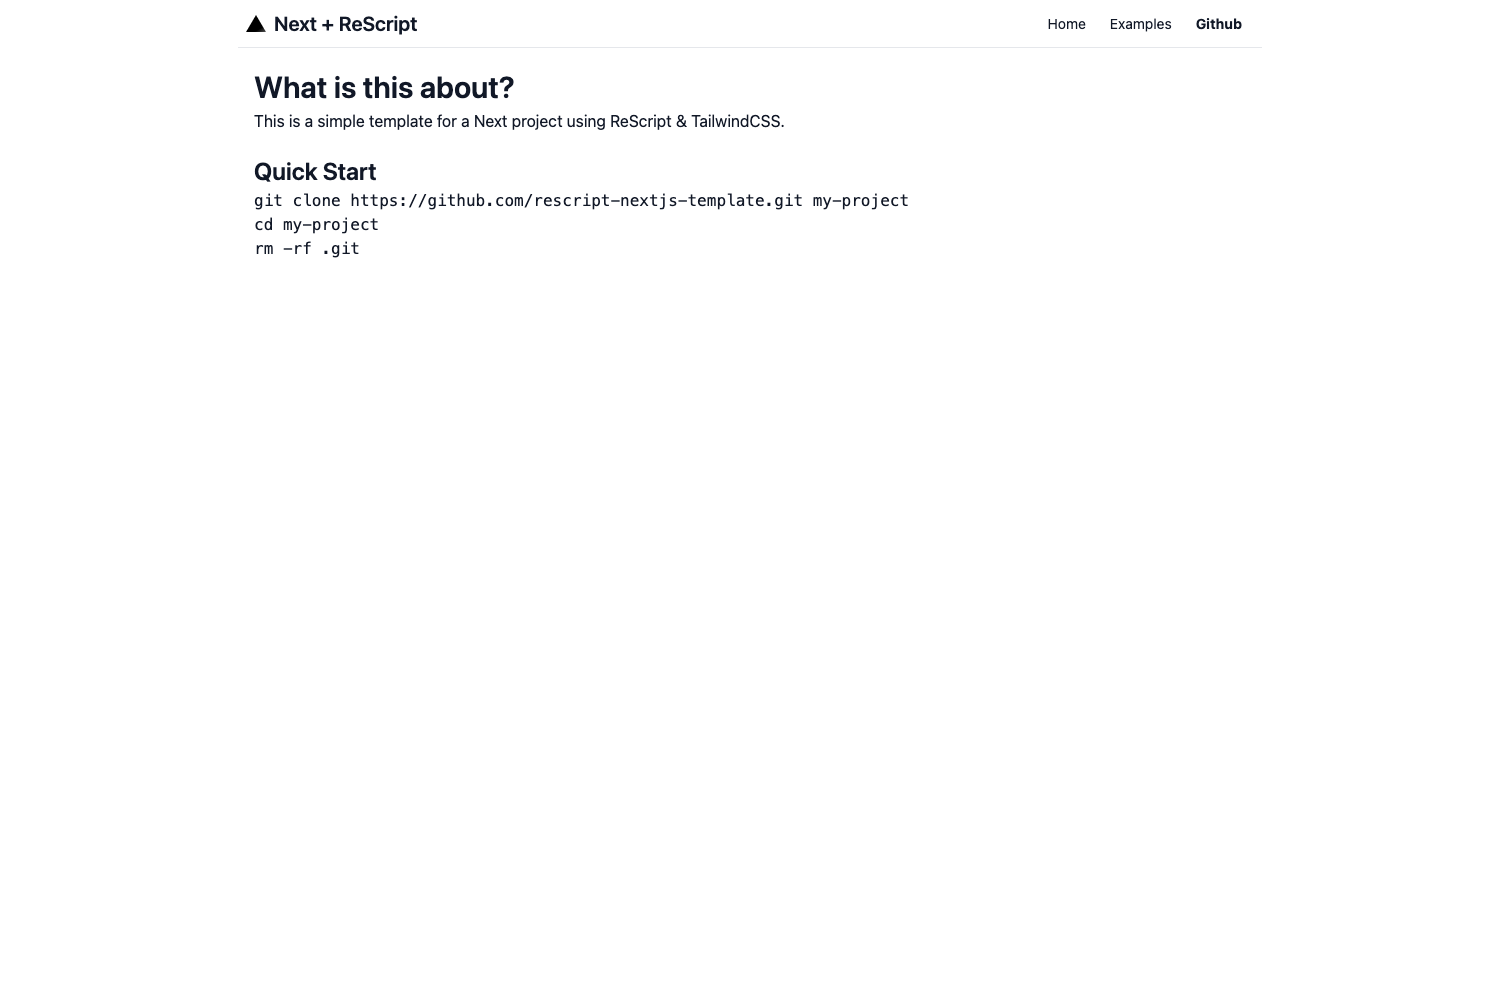 Next + ReScript
Home Examples Github
What is this about?
This is a simple template for a Next project using ReScript & TailwindCSS.
Quick Start
git clone https://github.com/rescript-nextjs-template.git my-project
cd my-project
rm -rf .git